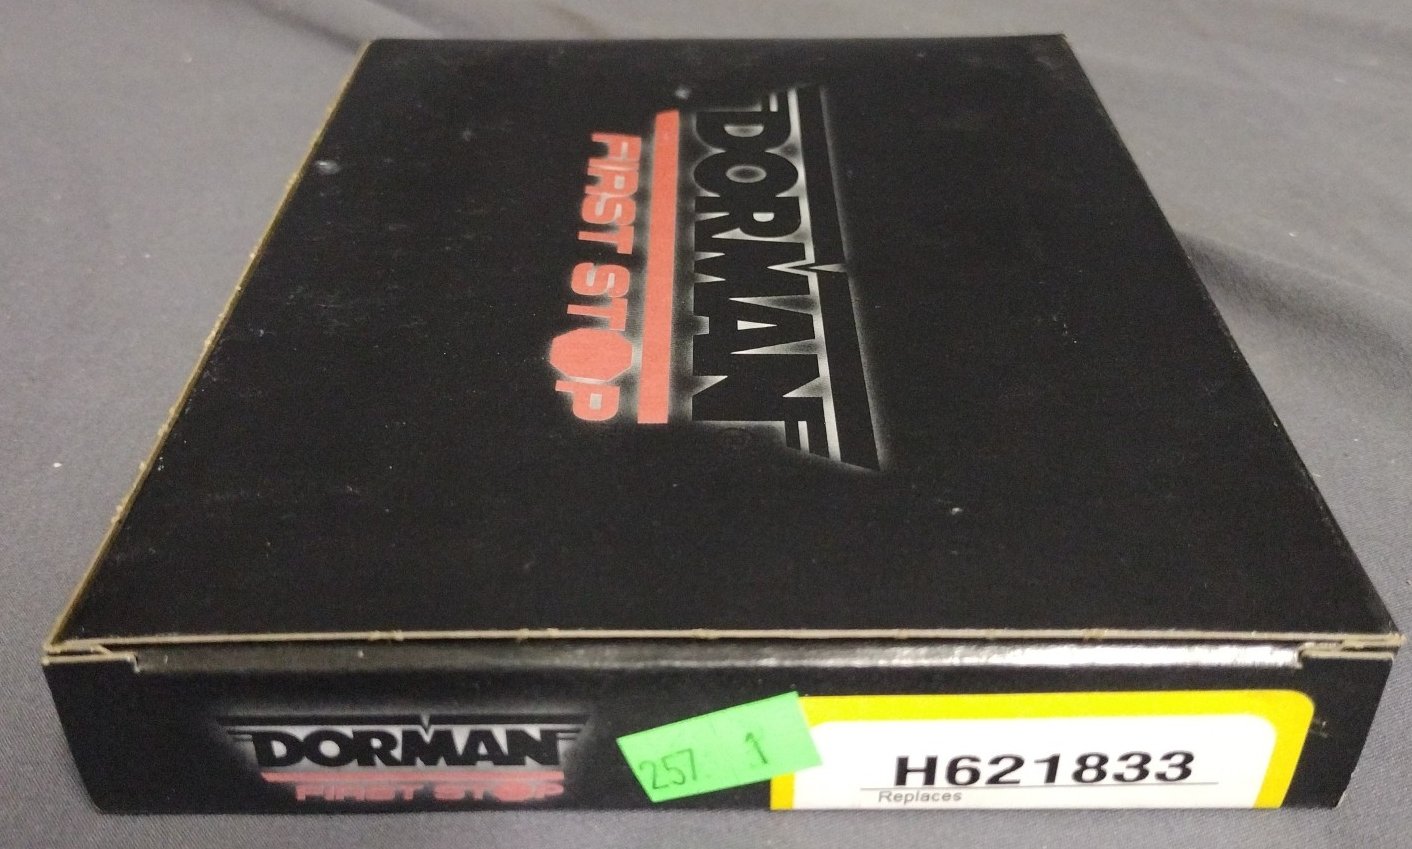 DORMAN
®
FIRST STOP
DORMAN
FIRST STOP
257 1
H621833
Replaces